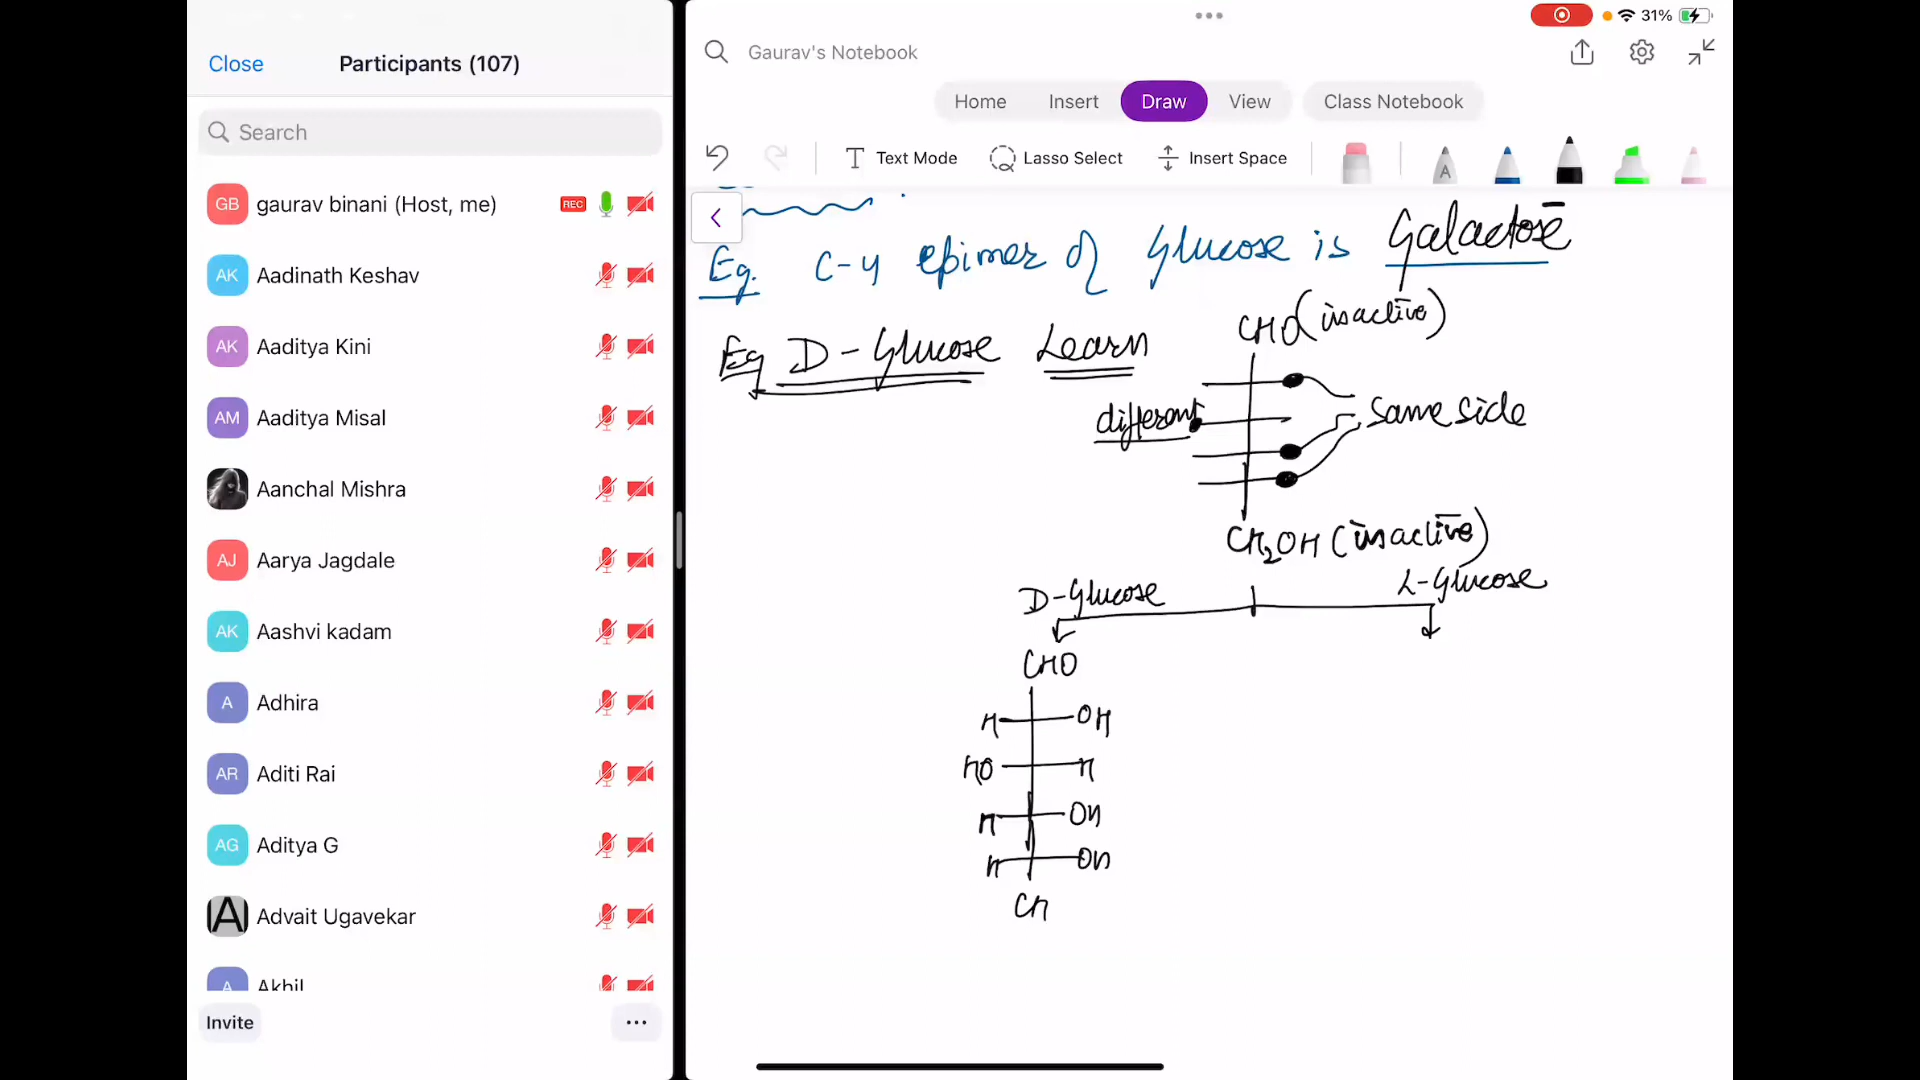 31%
Close
Participants (107)
Search
GB gaurav binani (Host, me) REC
AK Aadinath Keshav
AK Aaditya Kini
AM Aaditya Misal
Aanchal Mishra
AJ Aarya Jagdale
AK Aashvi kadam
A Adhira
AR Aditi Rai
AG Aditya G
A Advait Ugavekar
A Akhil
Invite
Gaurav's Notebook
Home Insert Draw View Class Notebook
Text Mode Lasso Select Insert Space A
Eg. C-4 epimer of Glucose is Galactose
Eg D-Glucose Learn
CHO (inactive)
different
Same side
CH₂OH (inactive)
D-Glucose L-Glucose
CHO
H OH
HO H
H OH
H OH
CH